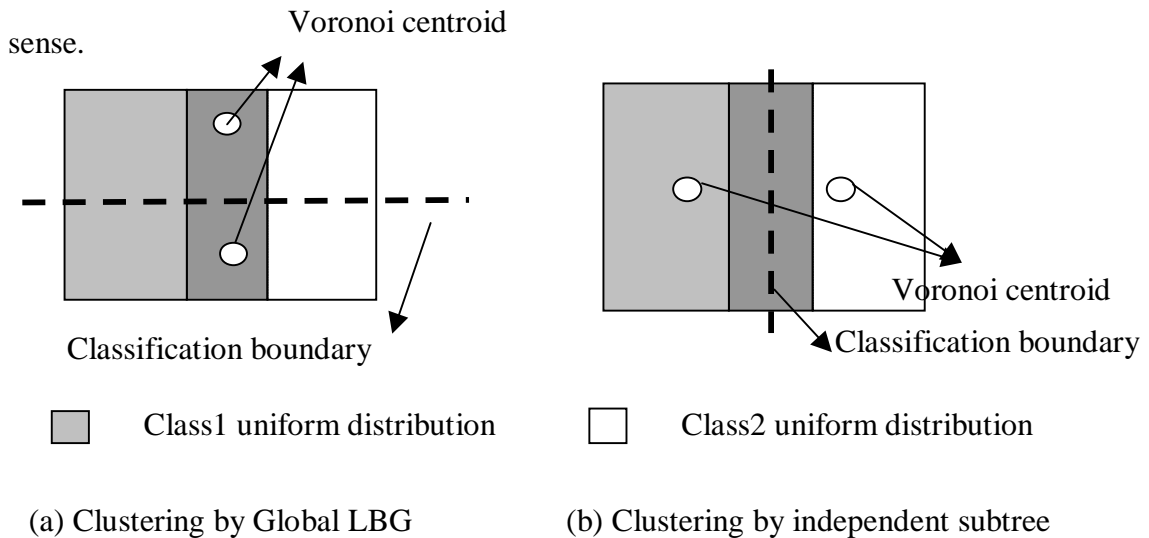 Voronoi centroid
sense.
Voronoi centroid
Classification boundary
Classification boundary
Class1 uniform distribution
Class2 uniform distribution
(a) Clustering by Global LBG
(b) Clustering by independent subtree